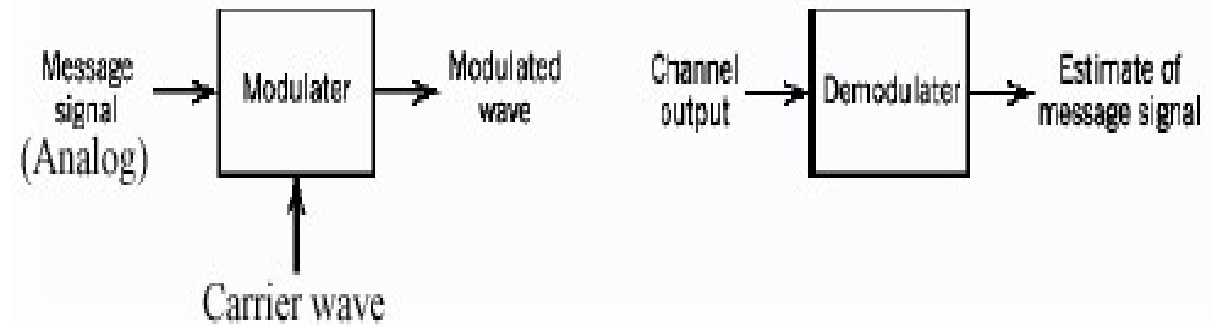 Message
signal
(Analog)
Modulater
Modulated
wave
Carrier wave
Channel
output
Demodulater
Estimate of
message signal